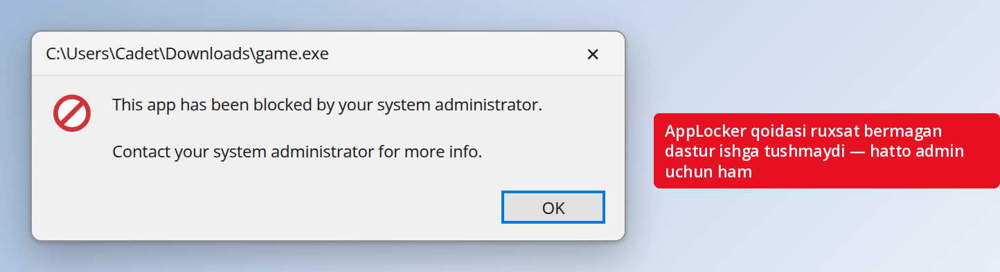 C:\Users\Cadet\Downloads\game.exe
This app has been blocked by your system administrator.
Contact your system administrator for more info.
OK
AppLocker qoidasi ruxsat bermagan
dastur ishga tushmaydi — hatto admin
uchun ham